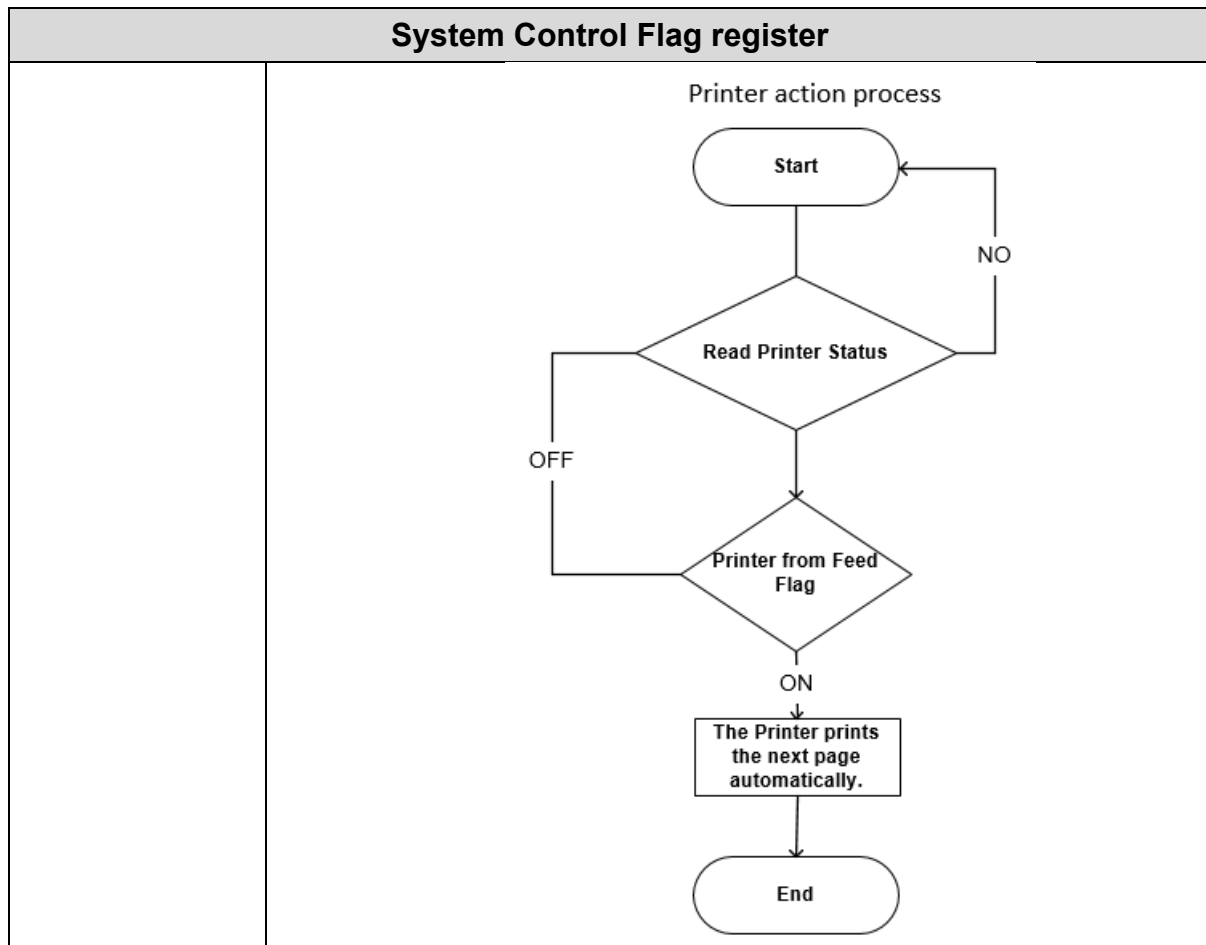 System Control Flag register
Printer action process
Start
NO
Read Printer Status
OFF
Printer from Feed
Flag
ON
The Printer prints
the next page
automatically.
End